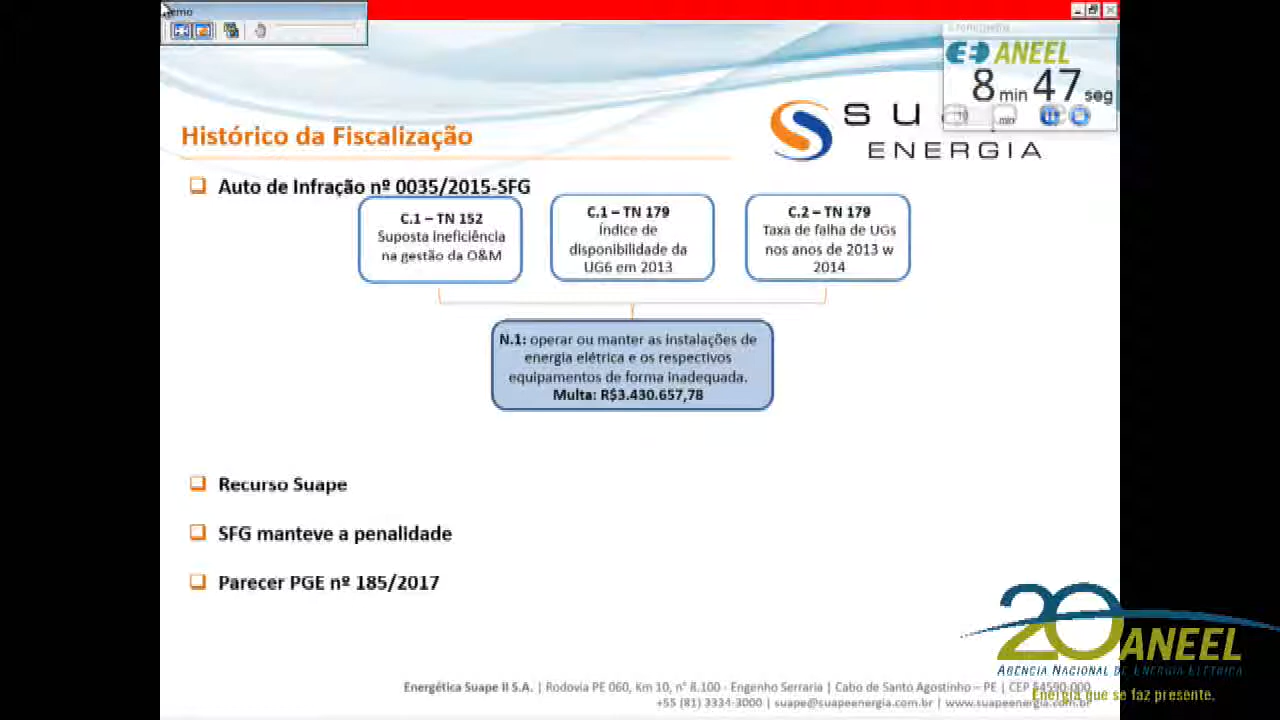 ANEEL
8 min 47 seg
min
SU
ENERGIA
Histórico da Fiscalização
Auto de Infração nº 0035/2015-SFG
C.1 – TN 152
Suposta ineficiência
na gestão da O&M
C.1 – TN 179
Índice de
disponibilidade da
UG6 em 2013
C.2 – TN 179
Taxa de falha de UGs
nos anos de 2013 w
2014
N.1: operar ou manter as instalações de
energia elétrica e os respectivos
equipamentos de forma inadequada.
Multa: R$3.430.657,78
Recurso Suape
SFG manteve a penalidade
Parecer PGE nº 185/2017
20 ANEEL
AGENCIA NACIONAL DE ENERGIA ELÉTRICA
Energia que se faz presente.
Energética Suape II S.A. | Rodovia PE 060, Km 10, n° 8.100 - Engenho Serraria | Cabo de Santo Agostinho – PE | CEP 54590-000
+55 (81) 3334-3000 | suape@suapeenergia.com.br | www.suapeenergia.com.br